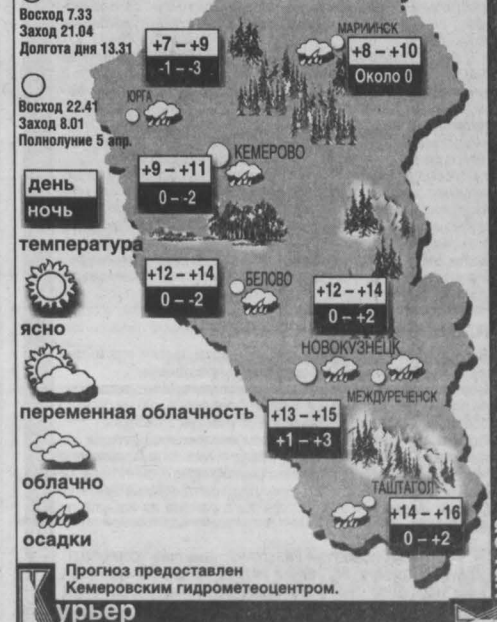 Восход 7.33
Заход 21.04
Долгота дня 13.31
Восход 22.41
Заход 8.01
Полнолуние 5 апр.
день
ночь
температура
ясно
переменная облачность
облачно
осадки
МАРИИНСК
+8 – +10
Около 0
+7 – +9
-1 – -3
ЮРГА
КЕМЕРОВО
+9 – +11
0 – -2
+12 – +14
0 – -2
БЕЛОВО
+12 – +14
0 – +2
НОВОКУЗНЕЦК
МЕЖДУРЕЧЕНСК
+13 – +15
+1 – +3
ТАШТАГОЛ
+14 – +16
0 – +2
Прогноз предоставлен
Кемеровским гидрометеоцентром.
Курьер